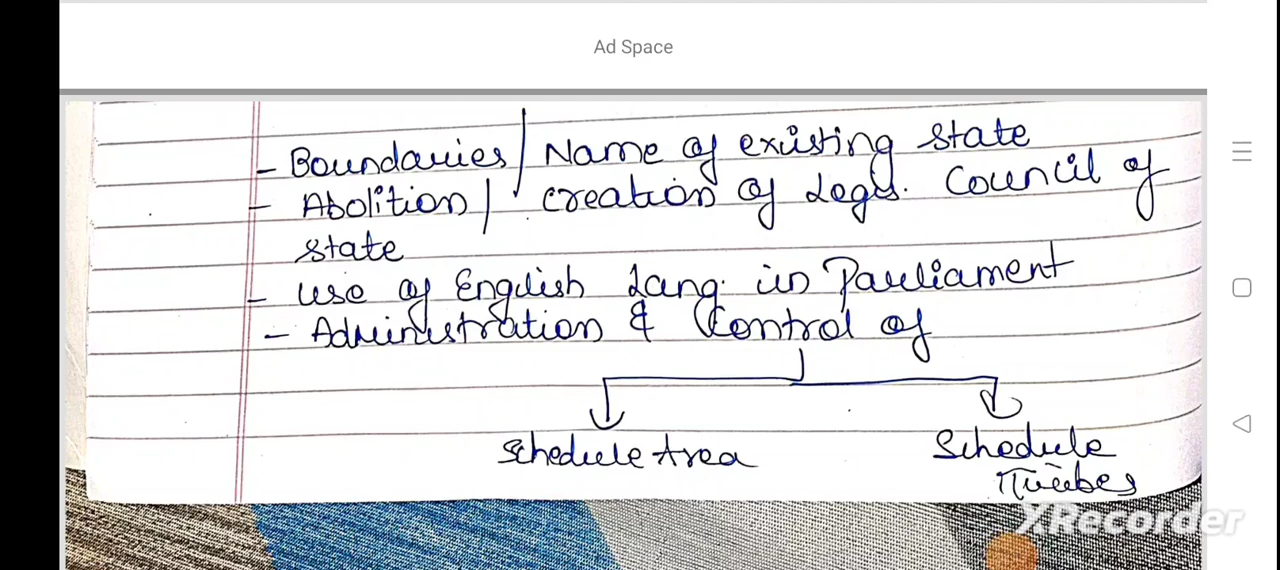 Ad Space
- Boundaries / Name of existing state
- Abolition / creation of Legis. Council of
state
- Use of English Lang. in Parliament
- Administration & Control of
Schedule Area
Schedule
Tribes
XRecorder